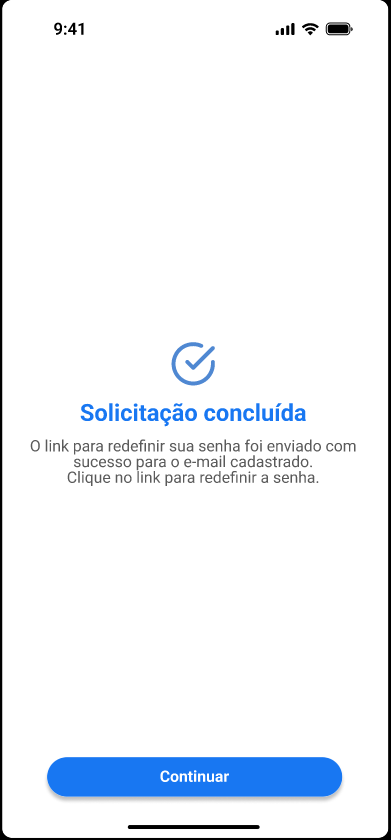 9:41
Solicitação concluída
O link para redefinir sua senha foi enviado com
sucesso para o e-mail cadastrado.
Clique no link para redefinir a senha.
Continuar